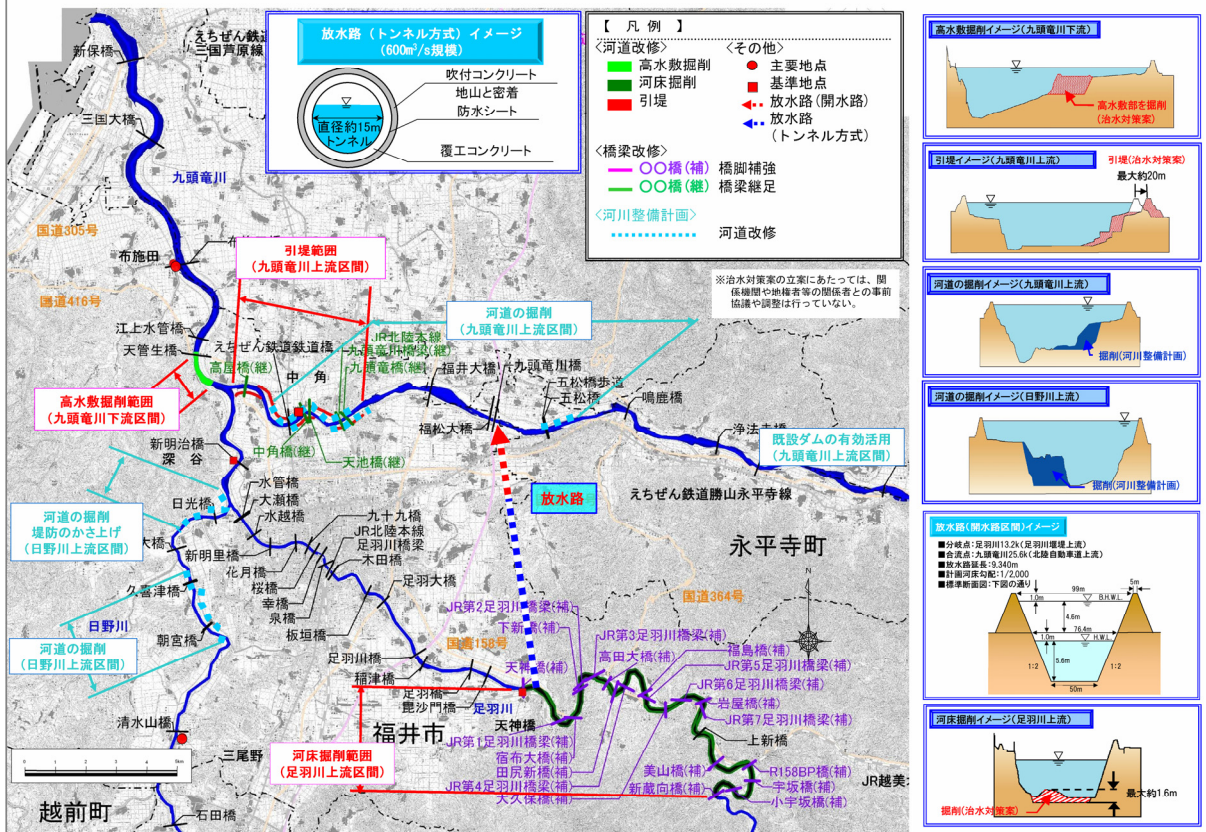 放水路（トンネル方式）イメージ
（600m³/s規模）
吹付コンクリート
地山と密着
防水シート
直径約15m
トンネル
覆工コンクリート
【 凡 例 】
<河道改修>
高水敷掘削
河床掘削
引堤
<その他>
主要地点
基準地点
放水路（開水路）
放水路
（トンネル方式）
<橋梁改修>
〇〇橋（補） 橋脚補強
〇〇橋（継） 橋梁継足
<河川整備計画>
河道改修
※治水対策案の立案にあたっては、関
係機関や地権者等の関係者との事前
協議や調整は行っていない。
新保橋
えちぜん鉄道
三国芦原線
三国大橋
九頭竜川
国道305号
布施田
国道416号
江上水管橋
天管生橋
引堤範囲
（九頭竜川上流区間）
河道の掘削
（九頭竜川上流区間）
えちぜん鉄道鉄道橋
JR北陸本線
九頭竜川橋梁（継）
九頭竜橋（継）
高屋橋（継）
中 角
福井大橋
九頭竜川橋
五松橋歩道
五松橋
鳴鹿橋
高水敷掘削範囲
（九頭竜川下流区間）
中角橋（継）
天池橋（継）
福松大橋
既設ダムの有効活用
（九頭竜川上流区間）
新明治橋
深谷
水管橋
大瀬橋
水越橋
日光橋
放水路
えちぜん鉄道勝山永平寺線
河道の掘削
堤防のかさ上げ
（日野川上流区間）
九十九橋
JR北陸本線
足羽川橋梁
木田橋
新明里橋
花月橋
桜橋
幸橋
泉橋
足羽大橋
板垣橋
久喜津橋
日野川
朝宮橋
河道の掘削
（日野川上流区間）
永平寺町
国道364号
国道158号
足羽川橋
稲津橋
足羽橋
毘沙門橋
足羽川
天神橋
JR第2足羽川橋梁（補）
下新橋（補）
JR第3足羽川橋梁（補）
高田大橋（補）
福島橋（補）
JR第5足羽川橋梁（補）
JR第6足羽川橋梁（補）
岩屋橋（補）
JR第7足羽川橋梁（補）
上新橋
JR第1足羽川橋梁（補）
宿布大橋（補）
田尻新橋（補）
JR第4足羽川橋梁（補）
大久保橋（補）
美山橋（補）
新蔵向橋（補）
R158BP橋（補）
宇坂橋（補）
小宇坂橋（補）
JR越美
清水山橋
三尾野
福井市
河床掘削範囲
（足羽川上流区間）
越前町
石田橋
高水敷掘削イメージ（九頭竜川下流）
高水敷部を掘削
（治水対策案）
引堤イメージ（九頭竜川上流）
引堤（治水対策案）
最大約20m
河道の掘削イメージ（九頭竜川上流）
掘削（河川整備計画）
河道の掘削イメージ（日野川上流）
掘削（河川整備計画）
放水路（開水路区間）イメージ
■分岐点：足羽川13.2k（足羽川堰堤上流）
■合流点：九頭竜川25.6k（北陸自動車道上流）
■放水路延長：9,340m
■計画河床勾配：1/2,000
■標準断面図：下図の通り
99m
5m
1.0m
B.H.W.L.
4.6m
76.4m
1.0m
H.W.L.
1:2
5.6m
1:2
50m
河床掘削イメージ（足羽川上流）
最大約1.6m
掘削（治水対策案）